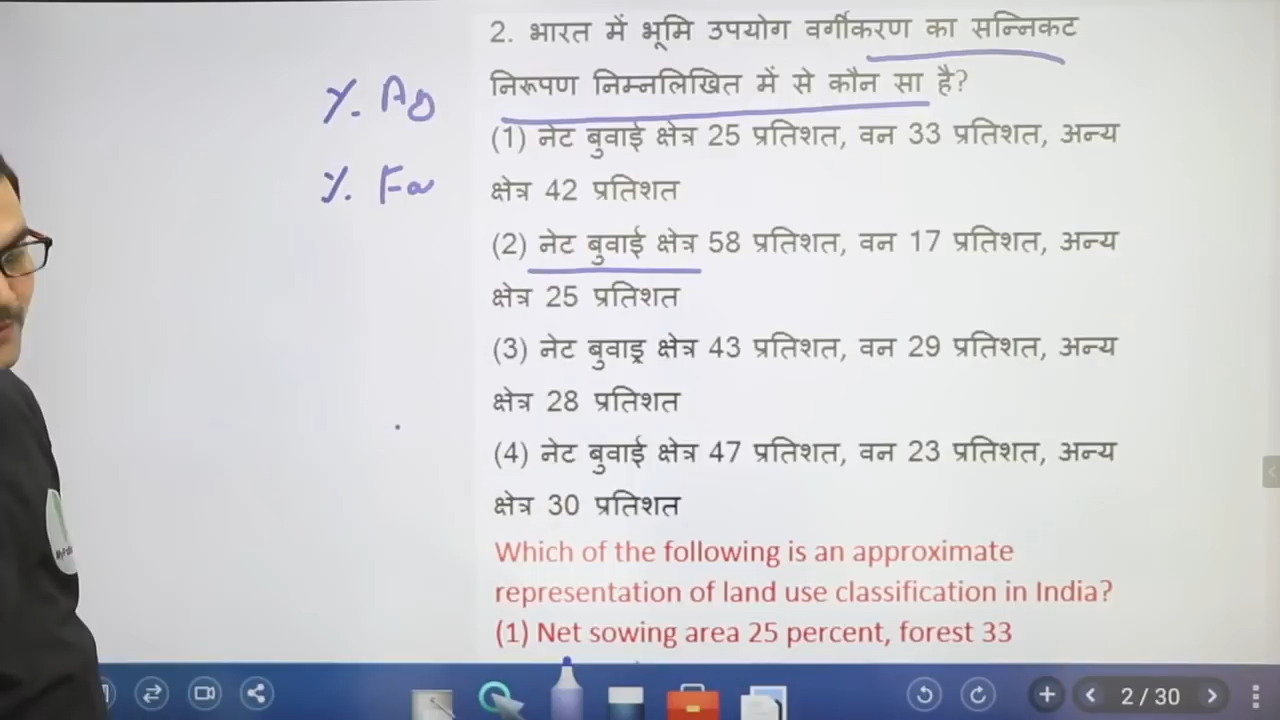 2. भारत में भूमि उपयोग वर्गीकरण का सन्निकट
निरूपण निम्नलिखित में से कौन सा है?
(1) नेट बुवाई क्षेत्र 25 प्रतिशत, वन 33 प्रतिशत, अन्य
क्षेत्र 42 प्रतिशत
(2) नेट बुवाई क्षेत्र 58 प्रतिशत, वन 17 प्रतिशत, अन्य
क्षेत्र 25 प्रतिशत
(3) नेट बुवाइ्र क्षेत्र 43 प्रतिशत, वन 29 प्रतिशत, अन्य
क्षेत्र 28 प्रतिशत
(4) नेट बुवाई क्षेत्र 47 प्रतिशत, वन 23 प्रतिशत, अन्य
क्षेत्र 30 प्रतिशत
Which of the following is an approximate
representation of land use classification in India?
(1) Net sowing area 25 percent, forest 33
2 / 30